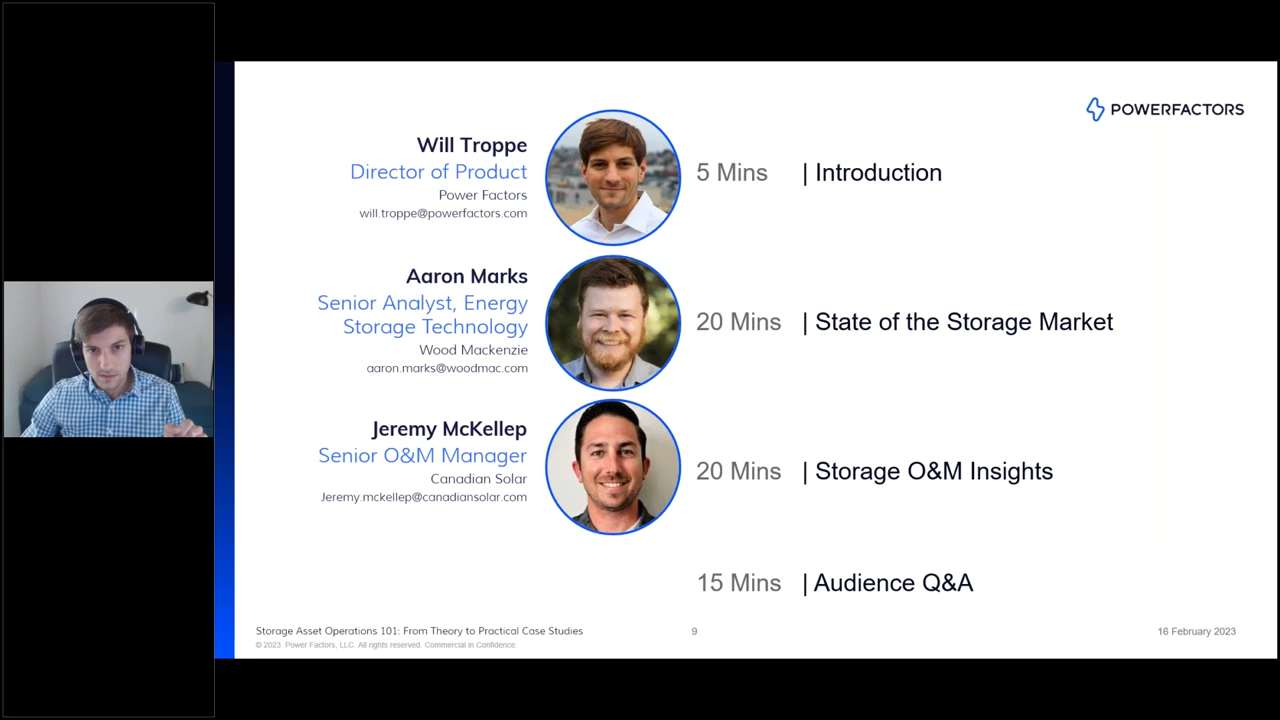 POWERFACTORS
Will Troppe
Director of Product
Power Factors
will.troppe@powerfactors.com
5 Mins | Introduction
Aaron Marks
Senior Analyst, Energy
Storage Technology
Wood Mackenzie
aaron.marks@woodmac.com
20 Mins | State of the Storage Market
Jeremy McKellep
Senior O&M Manager
Canadian Solar
Jeremy.mckellep@canadiansolar.com
20 Mins | Storage O&M Insights
15 Mins | Audience Q&A
Storage Asset Operations 101: From Theory to Practical Case Studies 9 16 February 2023
© 2023 Power Factors, LLC. All rights reserved. Commercial in Confidence.